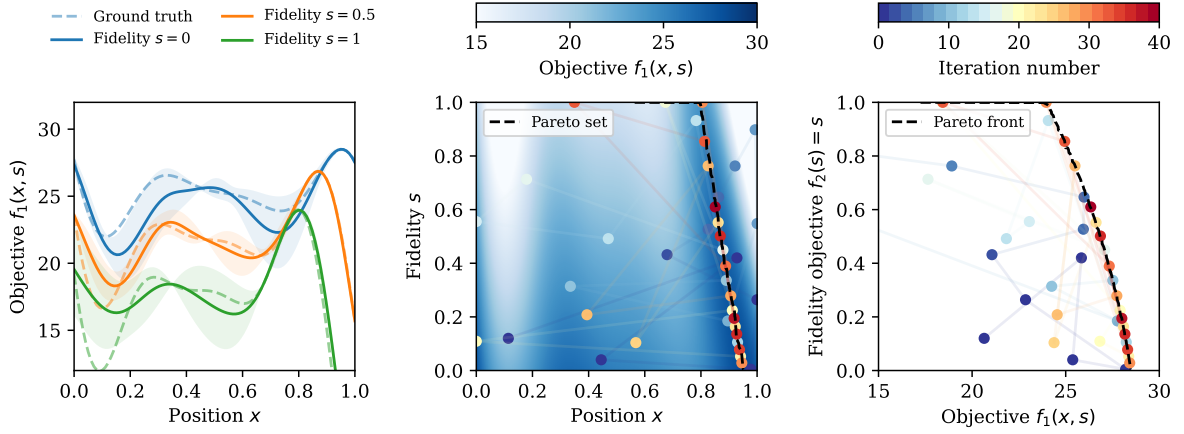 Ground truth
Fidelity s = 0
Fidelity s = 0.5
Fidelity s = 1
15 20 25 30
Objective f₁(x, s)
0 10 20 30 40
Iteration number
Objective f₁(x, s)
30
25
20
15
0.0 0.2 0.4 0.6 0.8 1.0
Position x
Fidelity s
1.0
0.8
0.6
0.4
0.2
0.0
Pareto set
0.0 0.2 0.4 0.6 0.8 1.0
Position x
Fidelity objective f₂(s) = s
1.0
0.8
0.6
0.4
0.2
0.0
Pareto front
15 20 25 30
Objective f₁(x, s)